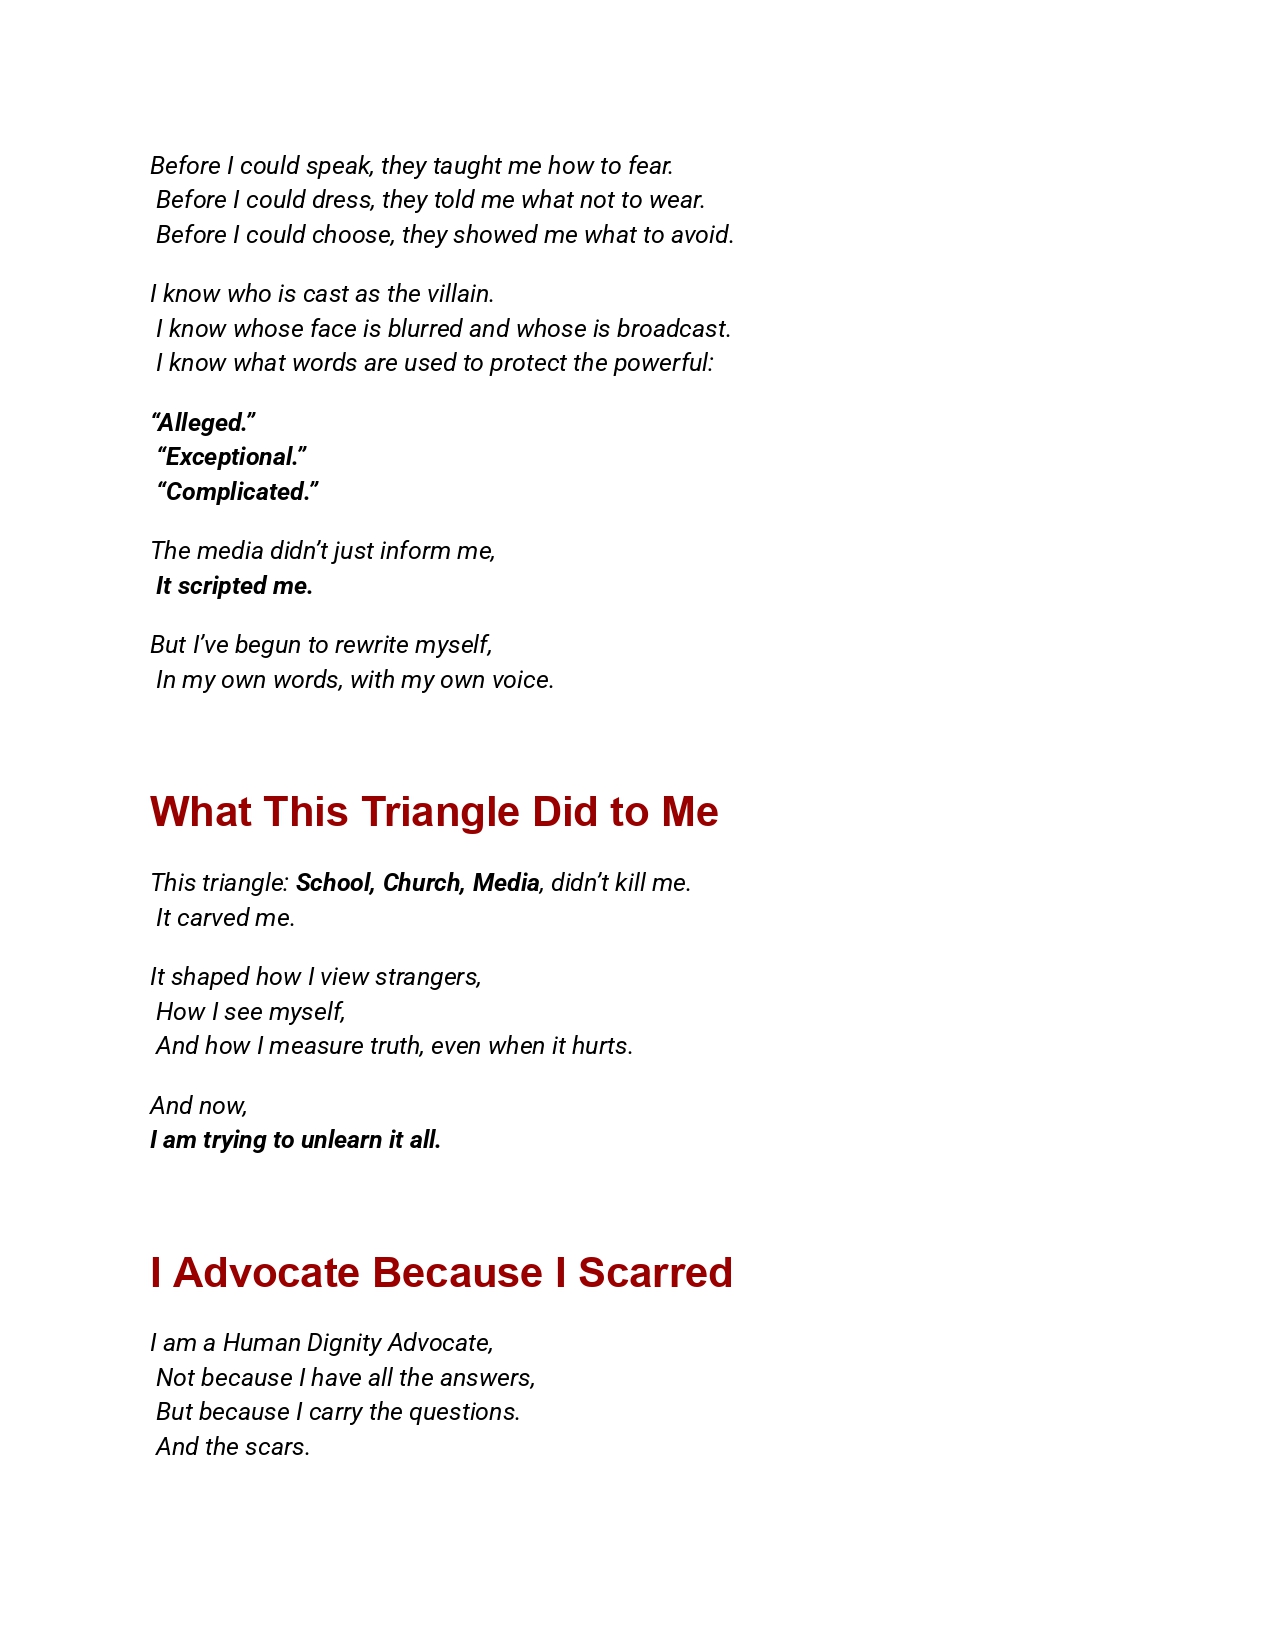 Before I could speak, they taught me how to fear.
Before I could dress, they told me what not to wear.
Before I could choose, they showed me what to avoid.
I know who is cast as the villain.
I know whose face is blurred and whose is broadcast.
I know what words are used to protect the powerful:
“Alleged.”
“Exceptional.”
“Complicated.”
The media didn’t just inform me,
It scripted me.
But I’ve begun to rewrite myself,
In my own words, with my own voice.
What This Triangle Did to Me
This triangle: School, Church, Media, didn’t kill me.
It carved me.
It shaped how I view strangers,
How I see myself,
And how I measure truth, even when it hurts.
And now,
I am trying to unlearn it all.
I Advocate Because I Scarred
I am a Human Dignity Advocate,
Not because I have all the answers,
But because I carry the questions.
And the scars.